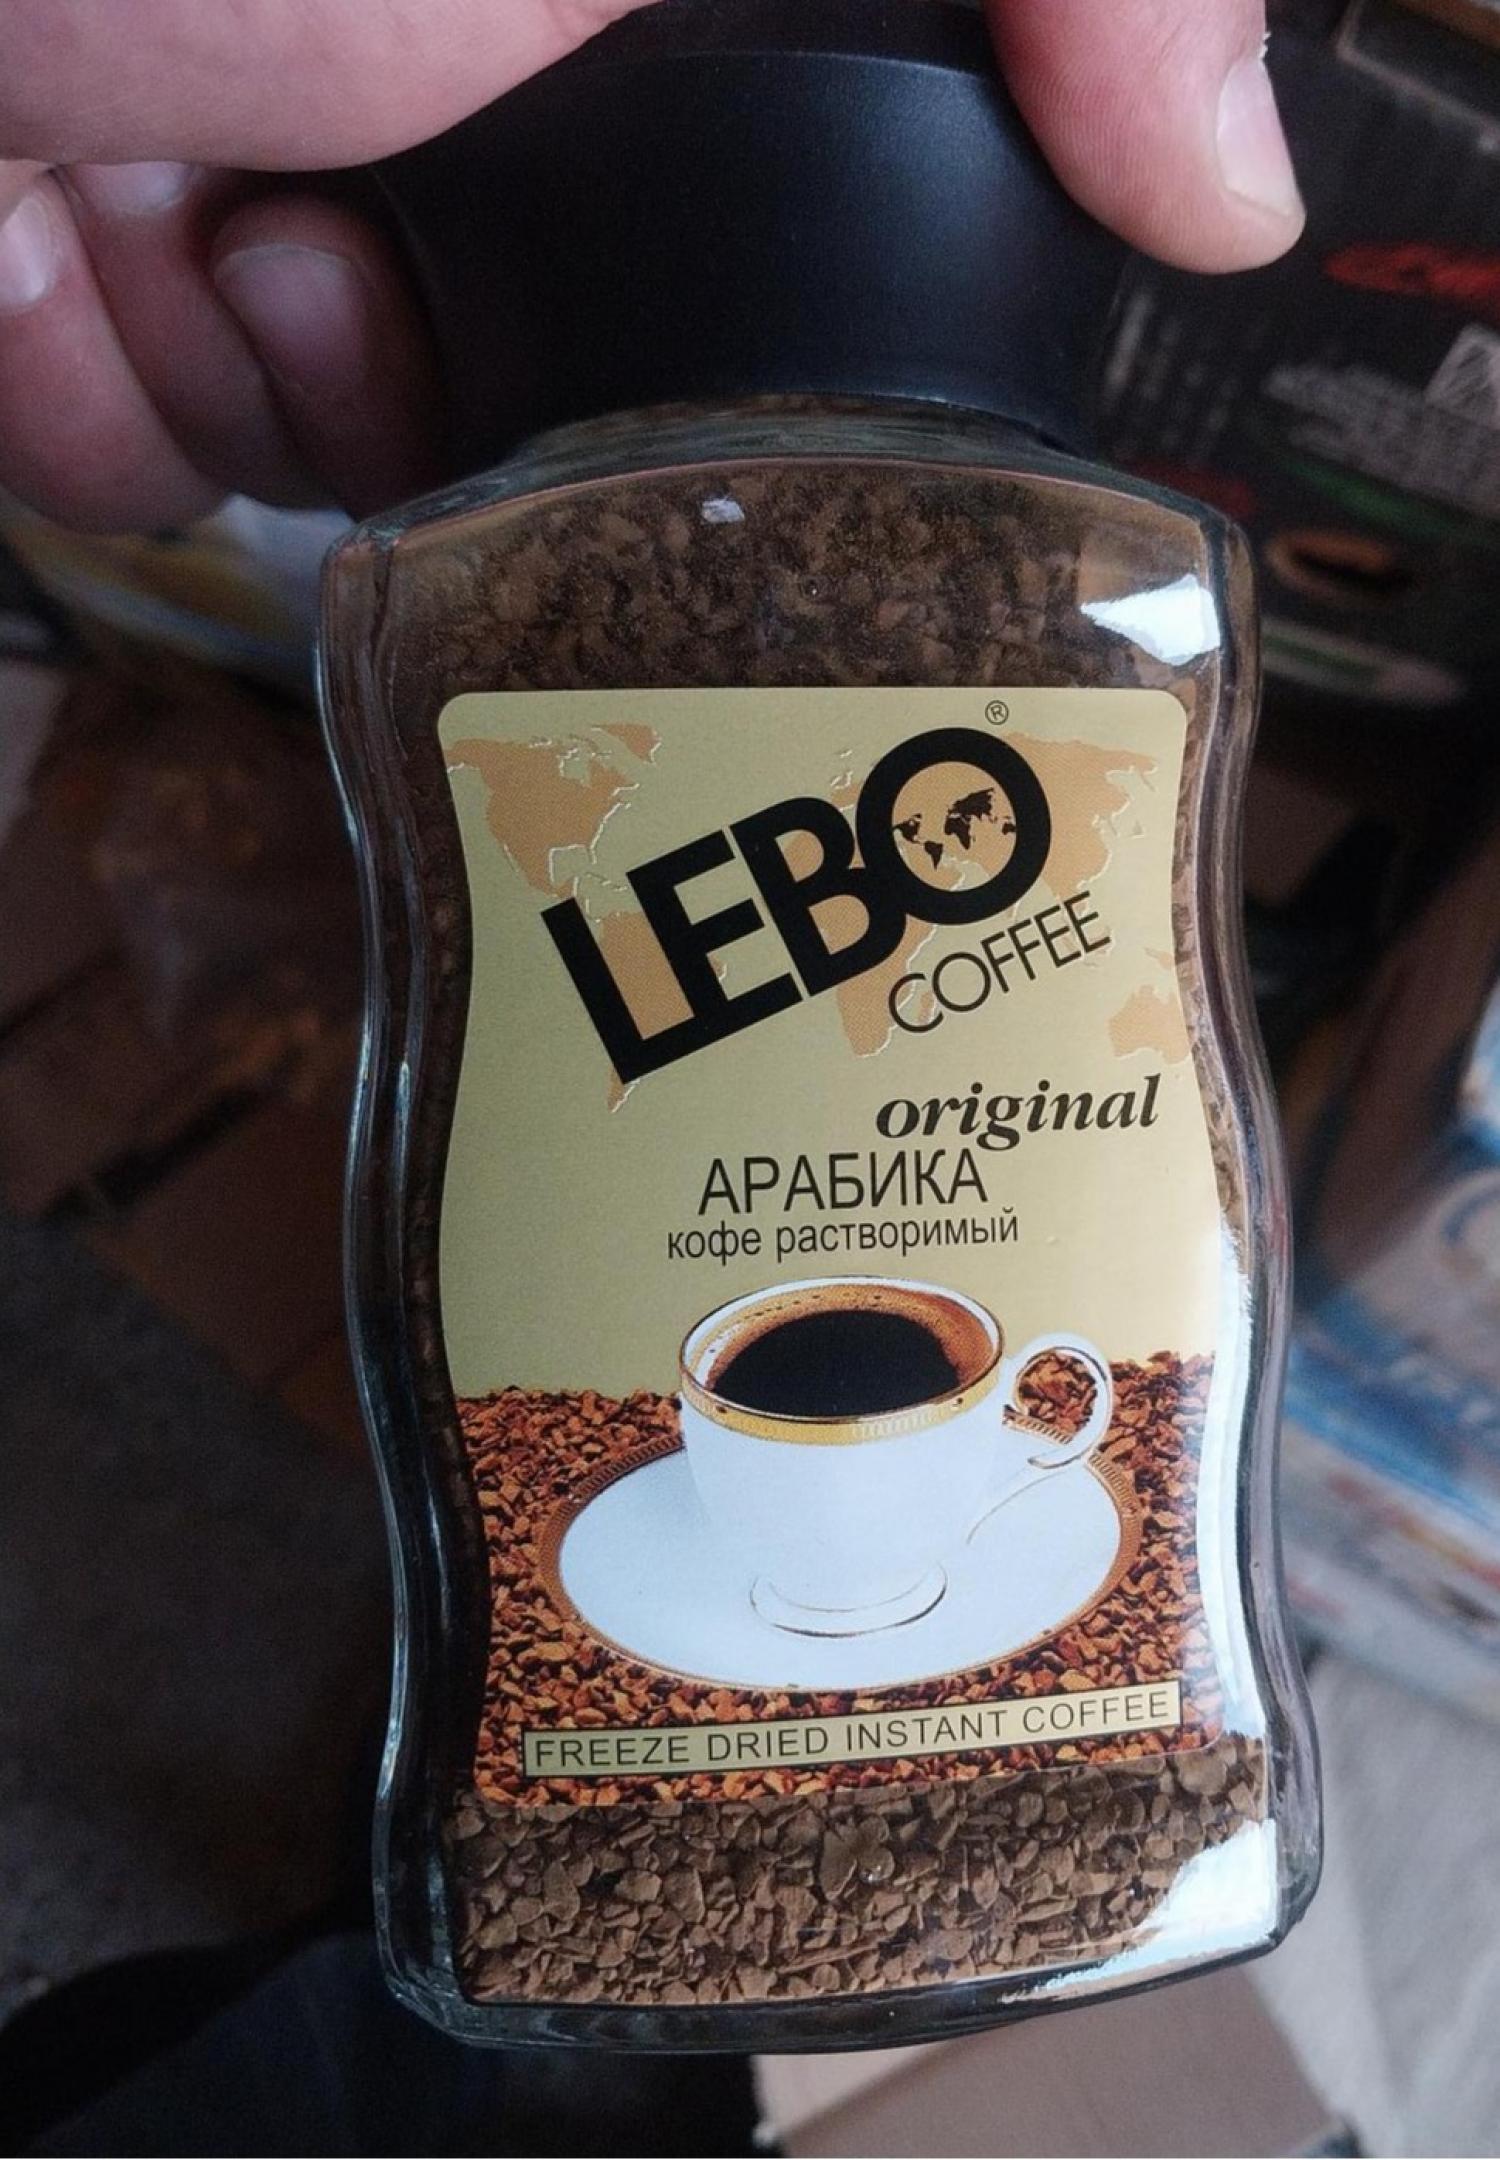 LEBO®
COFFEE
original
АРАБИКА
кофе растворимый
FREEZE DRIED INSTANT COFFEE